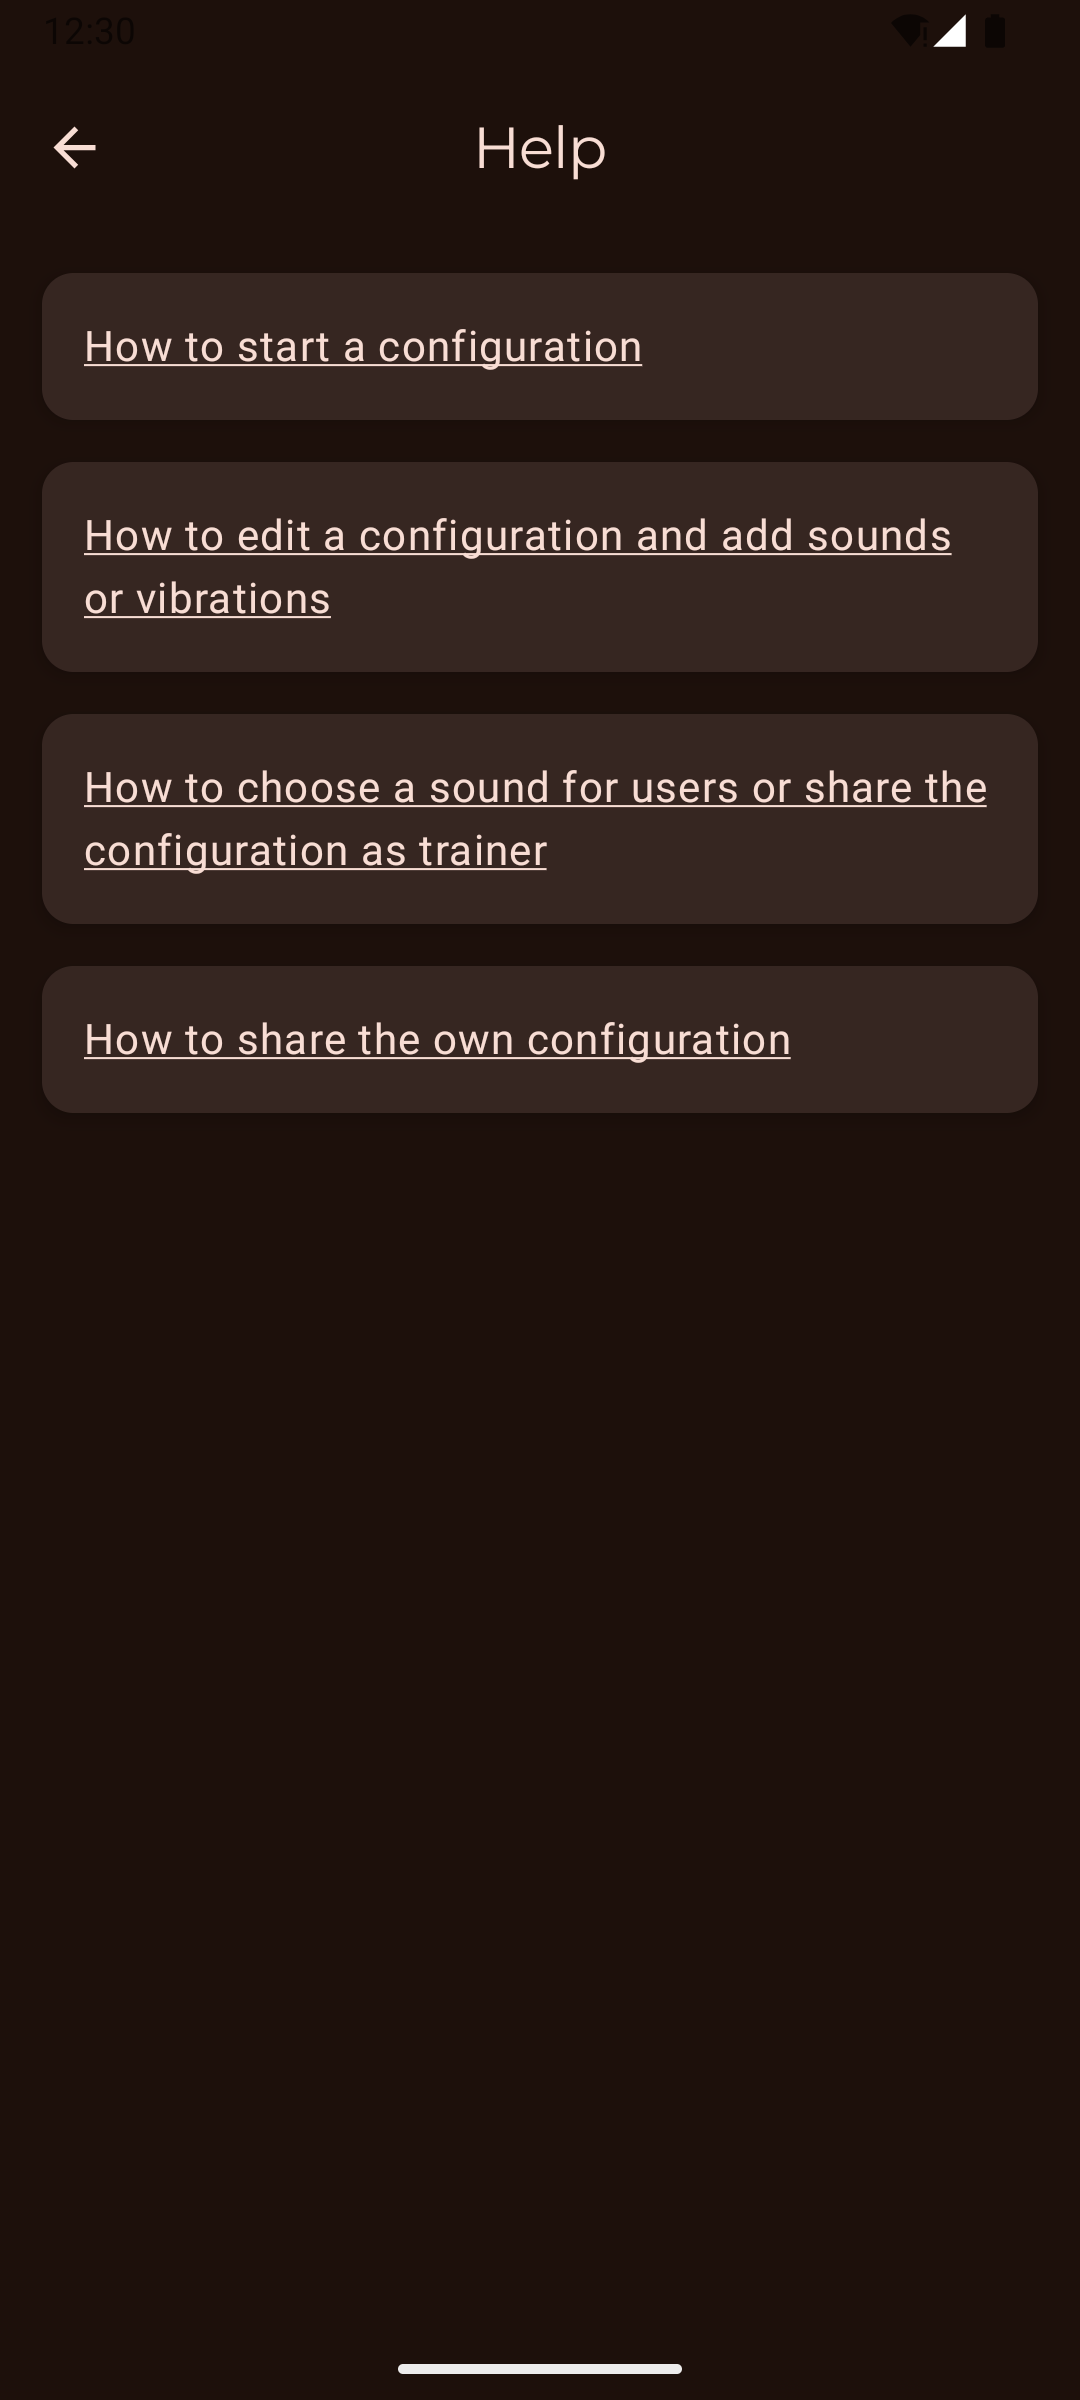 12:30
Help
How to start a configuration
How to edit a configuration and add sounds
or vibrations
How to choose a sound for users or share the
configuration as trainer
How to share the own configuration